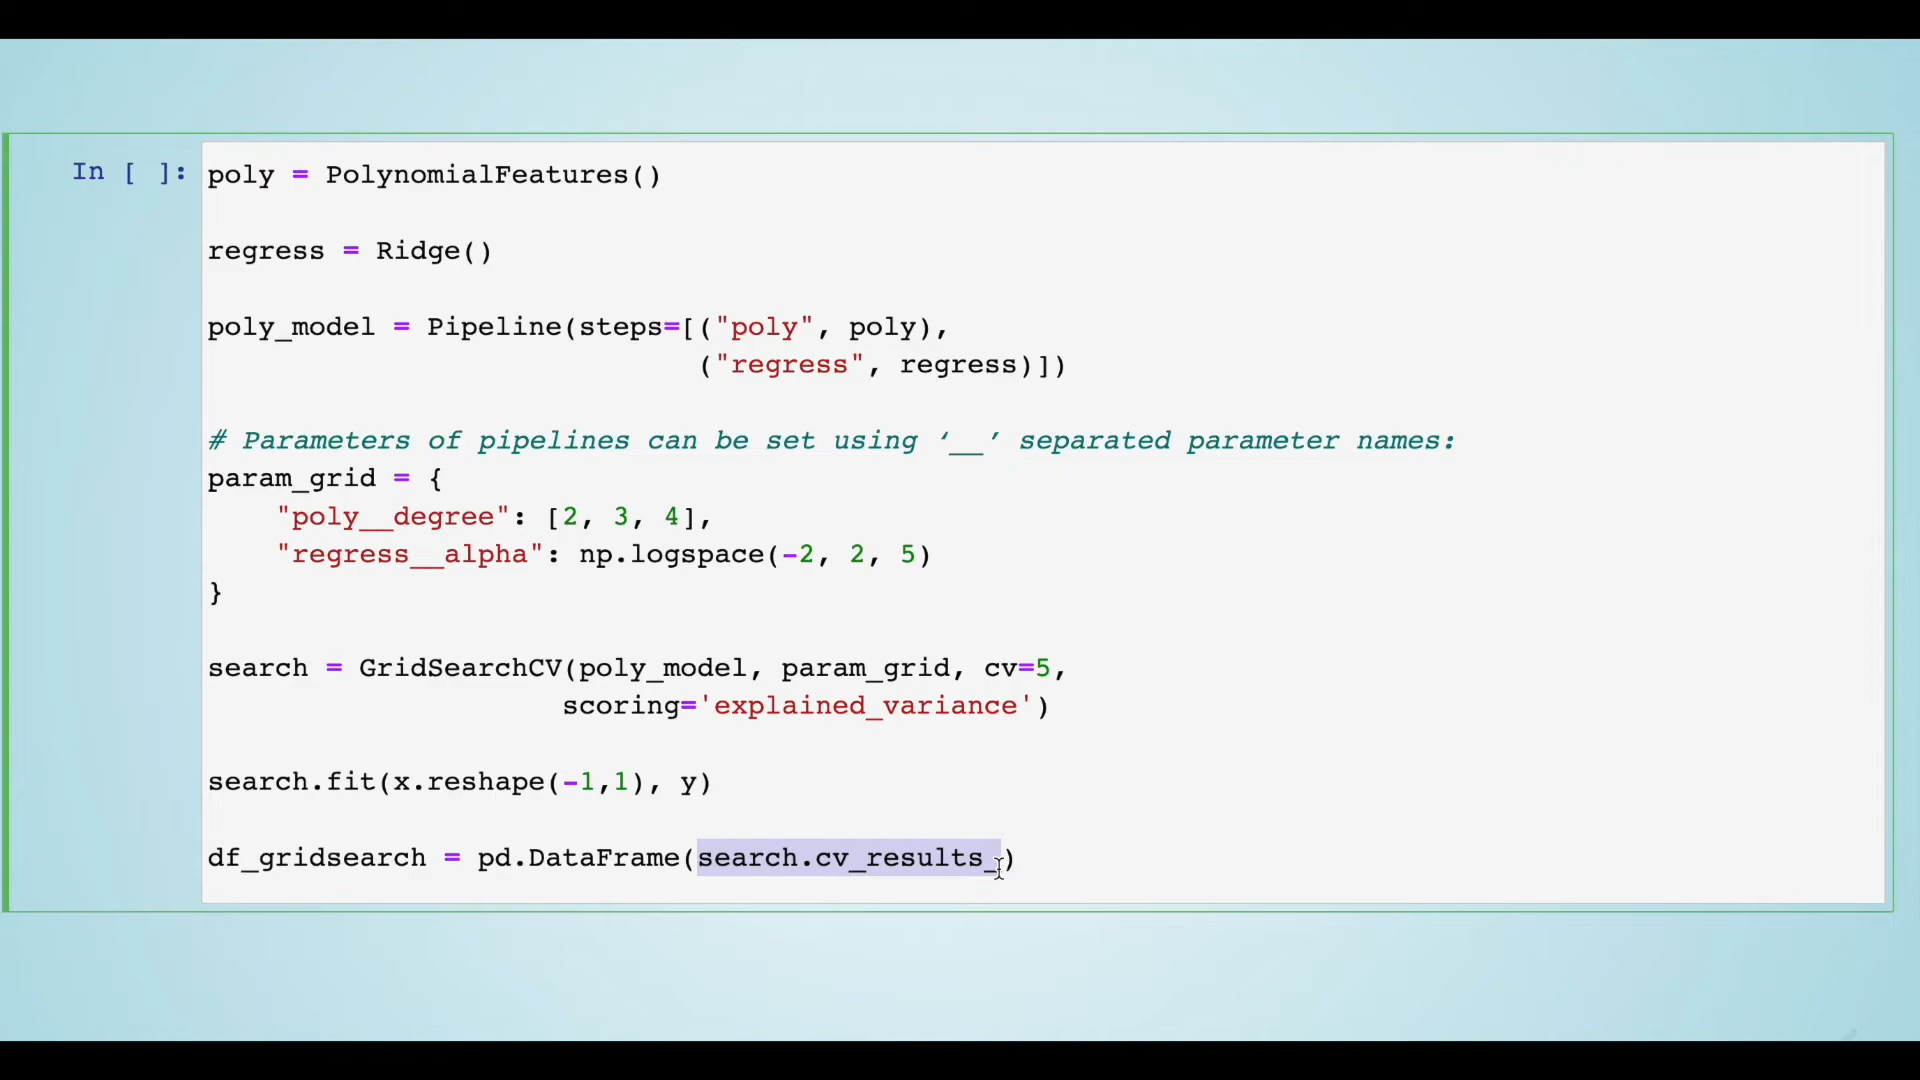 In [ ]: poly = PolynomialFeatures()
regress = Ridge()
poly_model = Pipeline(steps=[("poly", poly),
("regress", regress)])
# Parameters of pipelines can be set using ‘__’ separated parameter names:
param_grid = {
"poly__degree": [2, 3, 4],
"regress__alpha": np.logspace(-2, 2, 5)
}
search = GridSearchCV(poly_model, param_grid, cv=5,
scoring='explained_variance')
search.fit(x.reshape(-1,1), y)
df_gridsearch = pd.DataFrame(search.cv_results_)